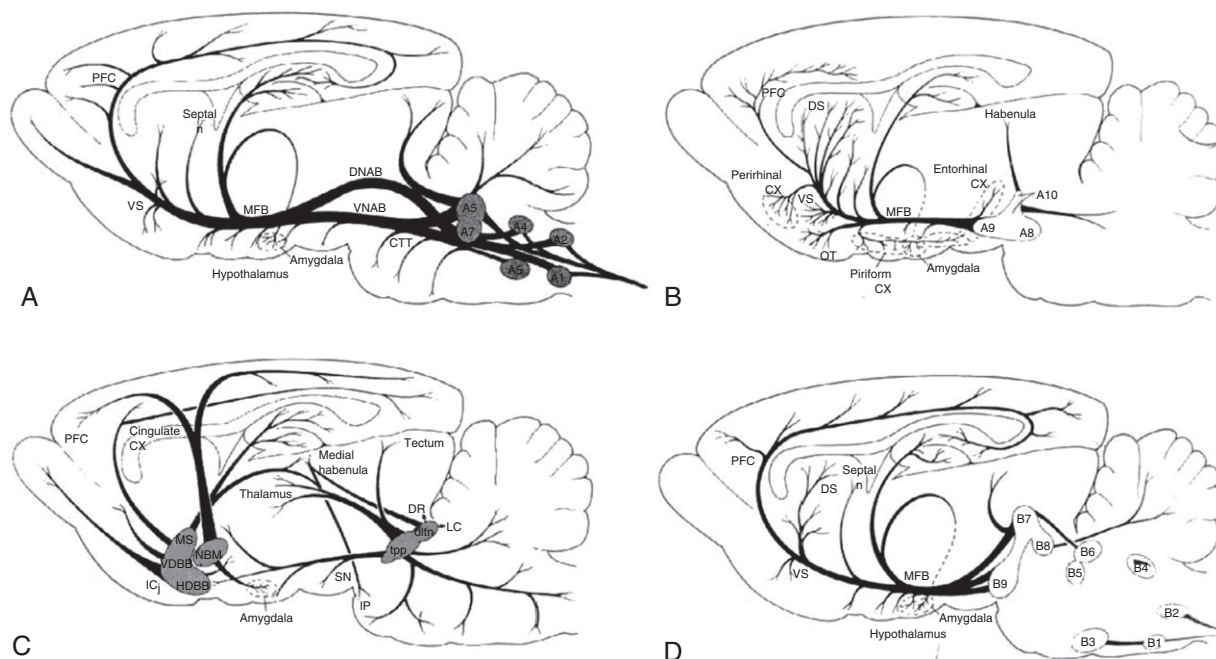 PFC
Septal
n
DNAB
VS
MFB
VNAB
A5
A7
A4
A2
CTT
A5
A1
Hypothalamus
Amygdala
A
PFC
DS
Habenula
Perirhinal
CX
VS
Entorhinal
CX
A10
MFB
A9
A8
OT
Piriform
CX
Amygdala
B
PFC
Cingulate
CX
Medial
habenula
Tectum
Thalamus
DR
LC
dltn
MS
NBM
tpp
VDBB
ICj
HDBB
SN
IP
Amygdala
C
PFC
Septal
n
DS
B7
B8
B6
B5
B4
VS
MFB
B9
B2
Amygdala
Hypothalamus
B3
B1
D